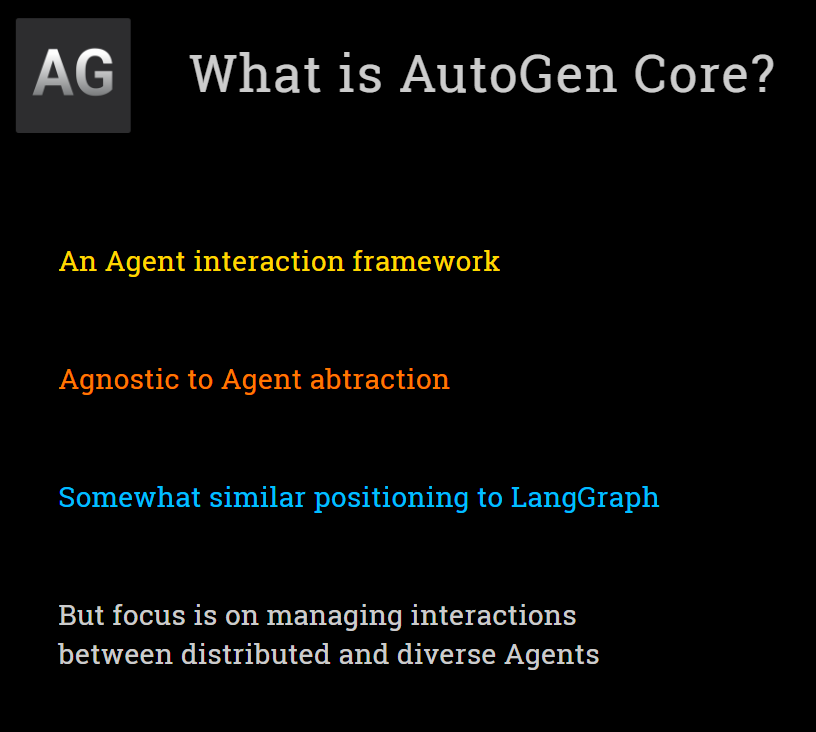 AG
What is AutoGen Core?
An Agent interaction framework
Agnostic to Agent abtraction
Somewhat similar positioning to LangGraph
But focus is on managing interactions
between distributed and diverse Agents